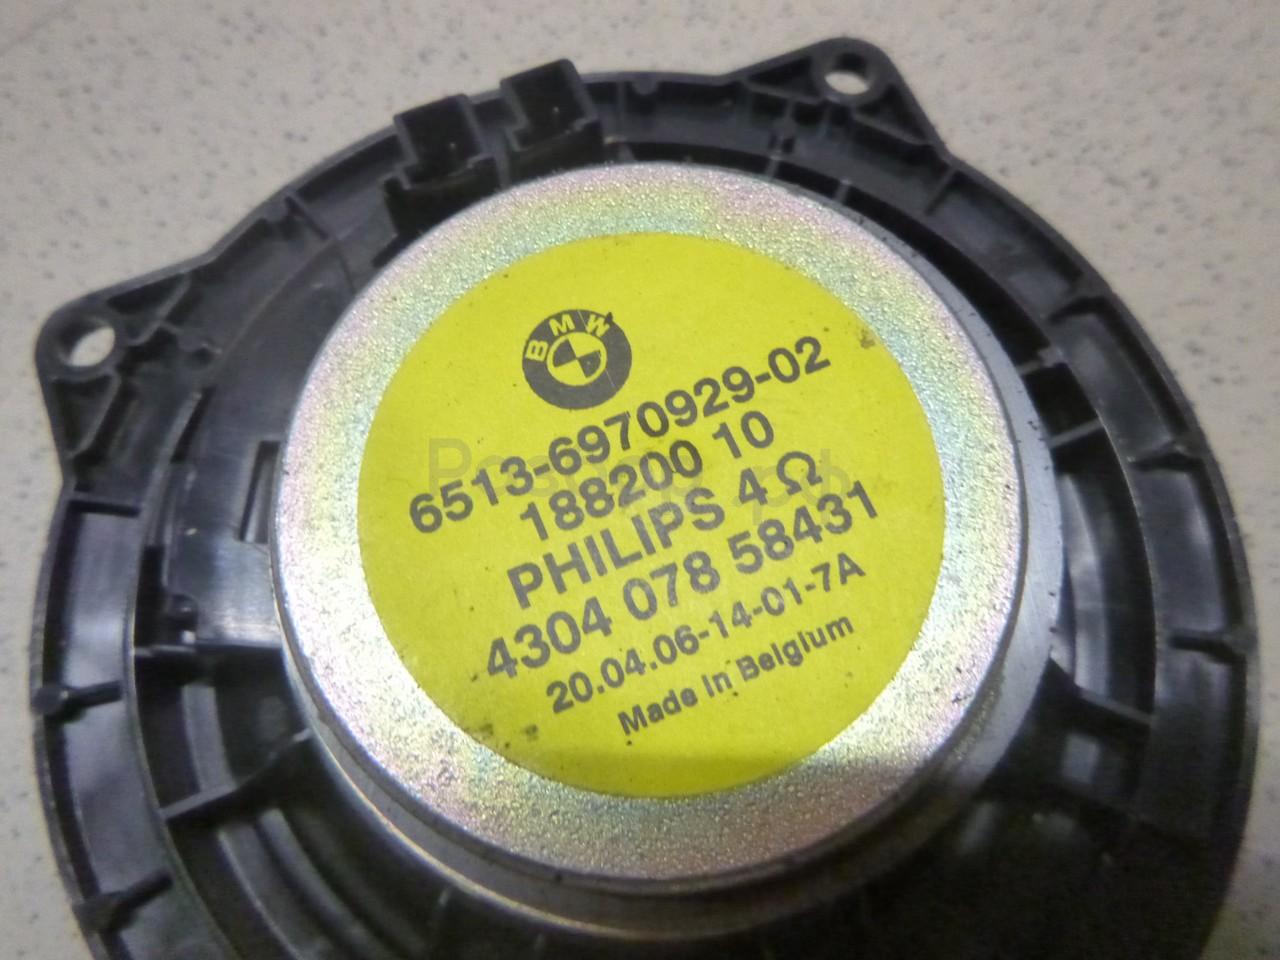 BMW
6513-6970929-02
188200 10
PHILIPS 4 Ω
4304 078 58431
20.04.06-14-01-7A
Made in Belgium